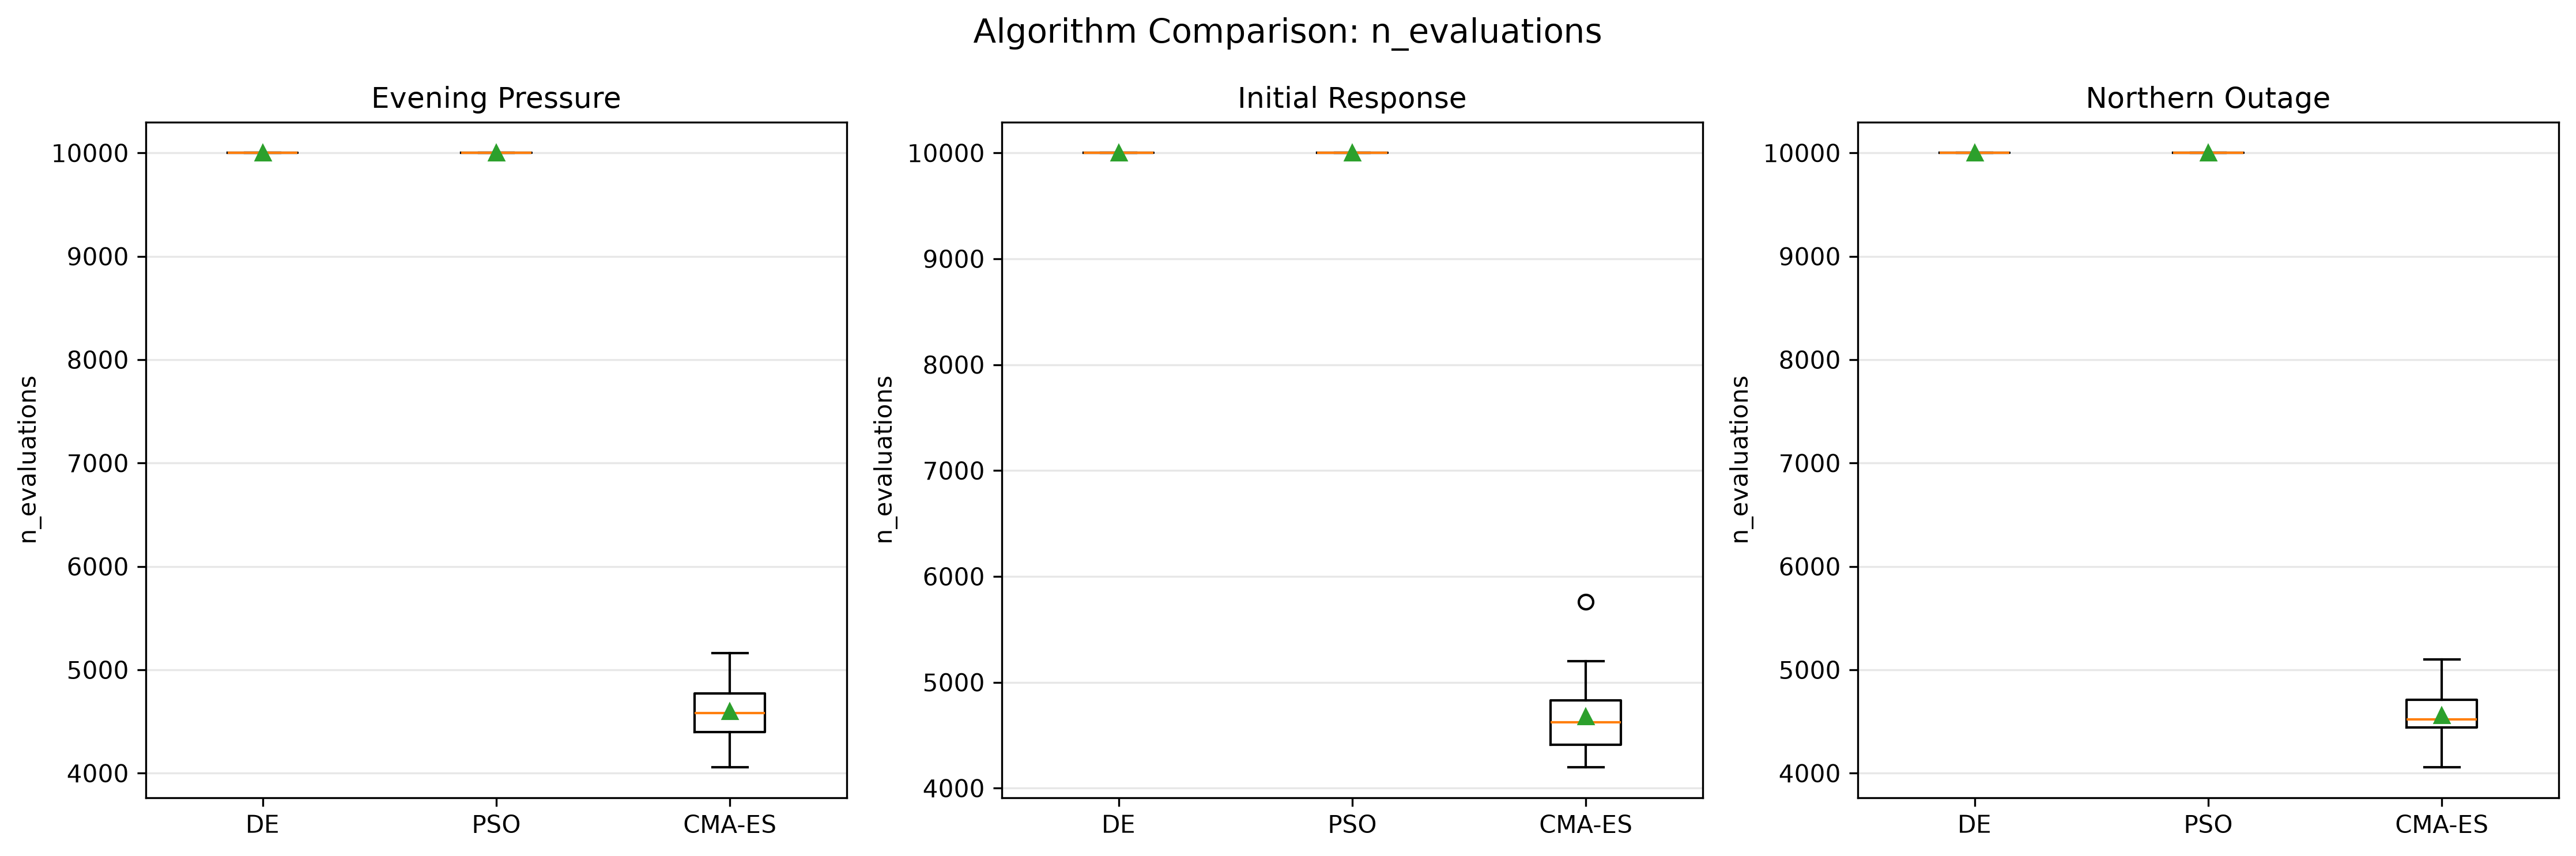 Algorithm Comparison: n_evaluations
Evening Pressure
n_evaluations
10000
9000
8000
7000
6000
5000
4000
DE PSO CMA-ES
Initial Response
n_evaluations
10000
9000
8000
7000
6000
5000
4000
DE PSO CMA-ES
Northern Outage
n_evaluations
10000
9000
8000
7000
6000
5000
4000
DE PSO CMA-ES